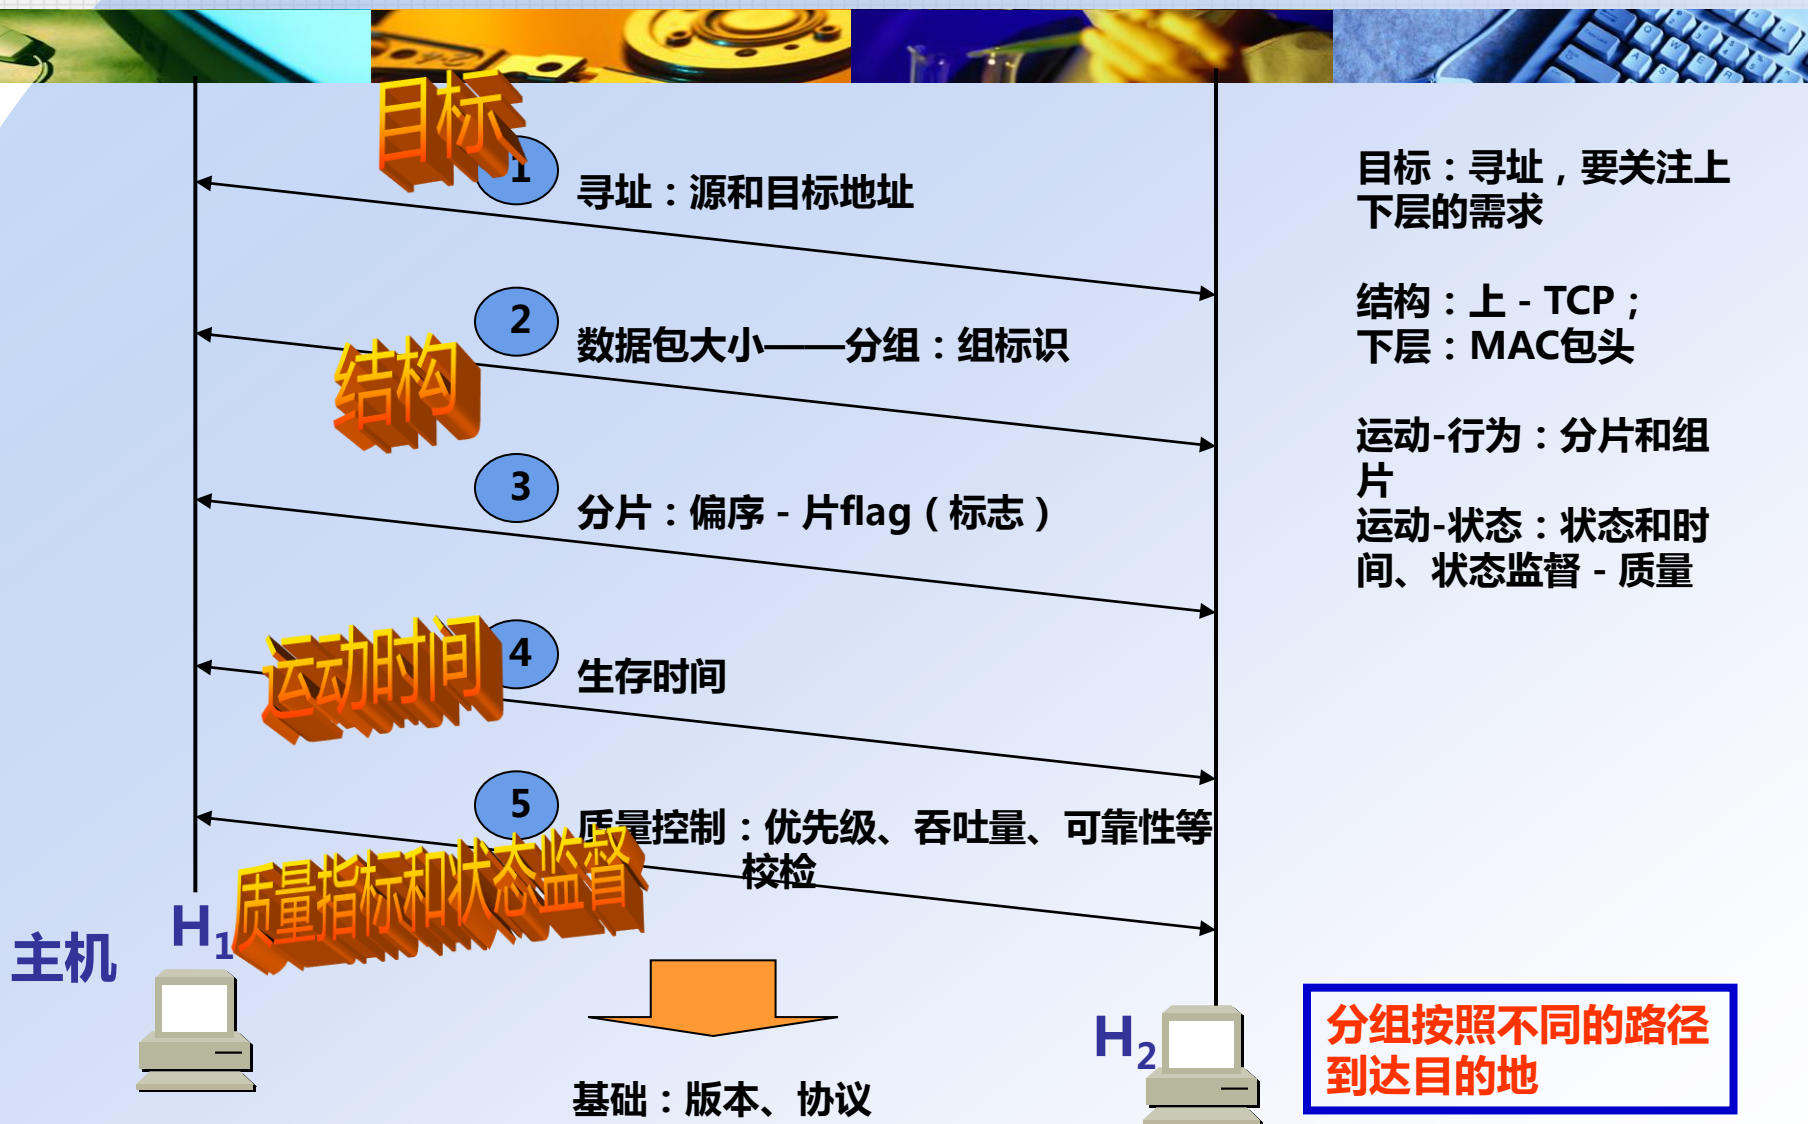 目标
1
寻址：源和目标地址
2
数据包大小——分组：组标识
结构
3
分片：偏序－片flag（标志）
运动时间
4
生存时间
5
质量控制：优先级、吞吐量、可靠性等
校检
质量指标和状态监督
主机
H1
H2
基础：版本、协议
目标：寻址，要关注上
下层的需求
结构：上－TCP；
下层：MAC包头
运动-行为：分片和组
片
运动-状态：状态和时
间、状态监督－质量
分组按照不同的路径
到达目的地